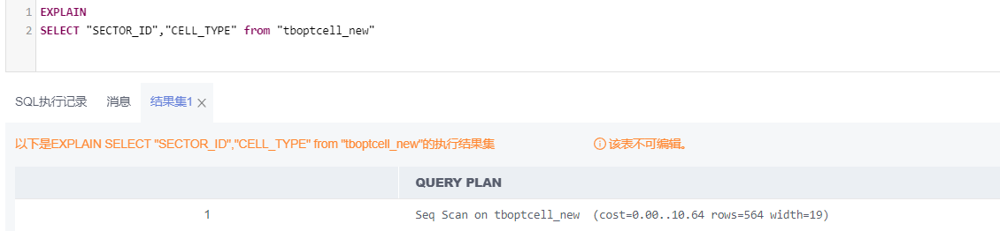 1 EXPLAIN
2 SELECT "SECTOR_ID","CELL_TYPE" from "tboptcell_new"
SQL执行记录 消息 结果集1 ×
以下是EXPLAIN SELECT "SECTOR_ID","CELL_TYPE" from "tboptcell_new"的执行结果集 该表不可编辑。
QUERY PLAN
1 Seq Scan on tboptcell_new (cost=0.00..10.64 rows=564 width=19)